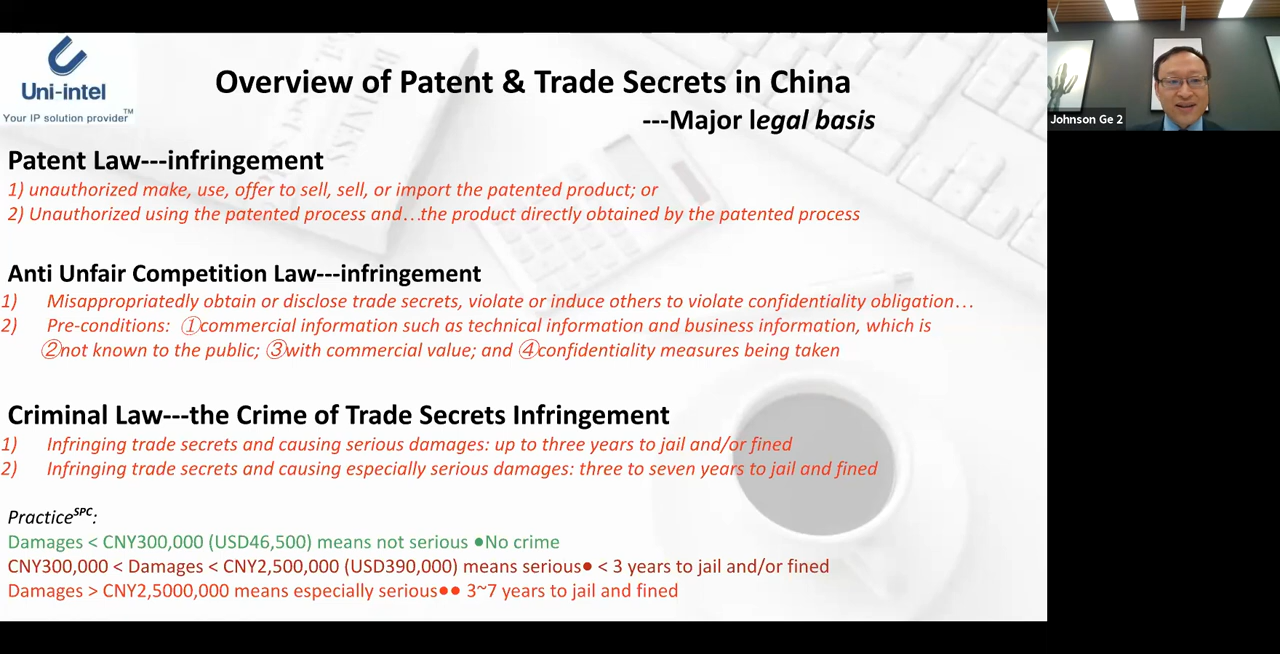 Uni-intel
Your IP solution provider™
Overview of Patent & Trade Secrets in China
---Major legal basis
Patent Law---infringement
1) unauthorized make, use, offer to sell, sell, or import the patented product; or
2) Unauthorized using the patented process and…the product directly obtained by the patented process
Anti Unfair Competition Law---infringement
1) Misappropriatedly obtain or disclose trade secrets, violate or induce others to violate confidentiality obligation…
2) Pre-conditions: ①commercial information such as technical information and business information, which is
②not known to the public; ③with commercial value; and ④confidentiality measures being taken
Criminal Law---the Crime of Trade Secrets Infringement
1) Infringing trade secrets and causing serious damages: up to three years to jail and/or fined
2) Infringing trade secrets and causing especially serious damages: three to seven years to jail and fined
PracticeSPC:
Damages < CNY300,000 (USD46,500) means not serious ●No crime
CNY300,000 < Damages < CNY2,500,000 (USD390,000) means serious● < 3 years to jail and/or fined
Damages > CNY2,5000,000 means especially serious●● 3~7 years to jail and fined
Johnson Ge 2